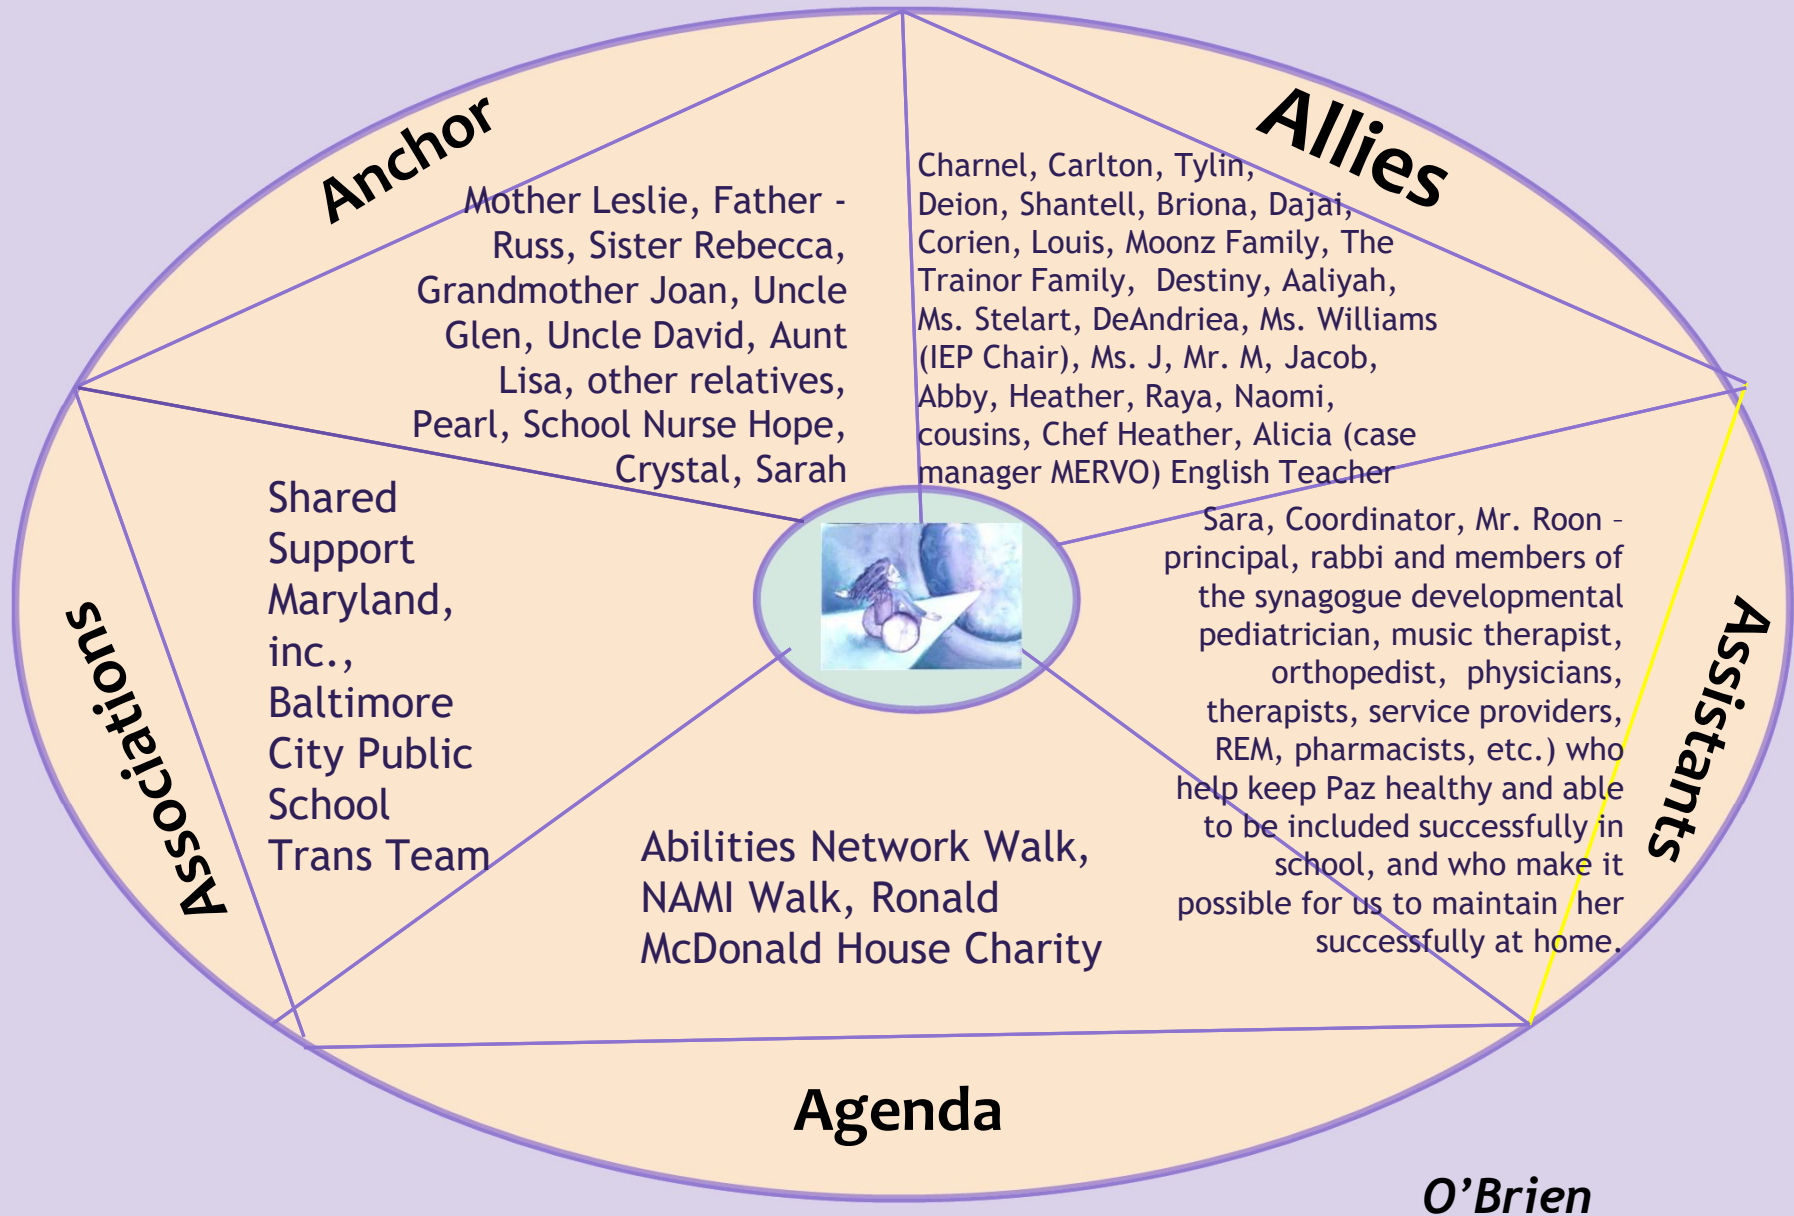 Anchor
Mother Leslie, Father -
Russ, Sister Rebecca,
Grandmother Joan, Uncle
Glen, Uncle David, Aunt
Lisa, other relatives,
Pearl, School Nurse Hope,
Crystal, Sarah
Allies
Charnel, Carlton, Tylin,
Deion, Shantell, Briona, Dajai,
Corien, Louis, Moonz Family, The
Trainor Family, Destiny, Aaliyah,
Ms. Stelart, DeAndriea, Ms. Williams
(IEP Chair), Ms. J, Mr. M, Jacob,
Abby, Heather, Raya, Naomi,
cousins, Chef Heather, Alicia (case
manager MERVO) English Teacher
Associations
Shared
Support
Maryland,
inc.,
Baltimore
City Public
School
Trans Team
Sara, Coordinator, Mr. Roon –
principal, rabbi and members of
the synagogue developmental
pediatrician, music therapist,
orthopedist, physicians,
therapists, service providers,
REM, pharmacists, etc.) who
help keep Paz healthy and able
to be included successfully in
school, and who make it
possible for us to maintain her
successfully at home.
Assistants
Abilities Network Walk,
NAMI Walk, Ronald
McDonald House Charity
Agenda
O’Brien